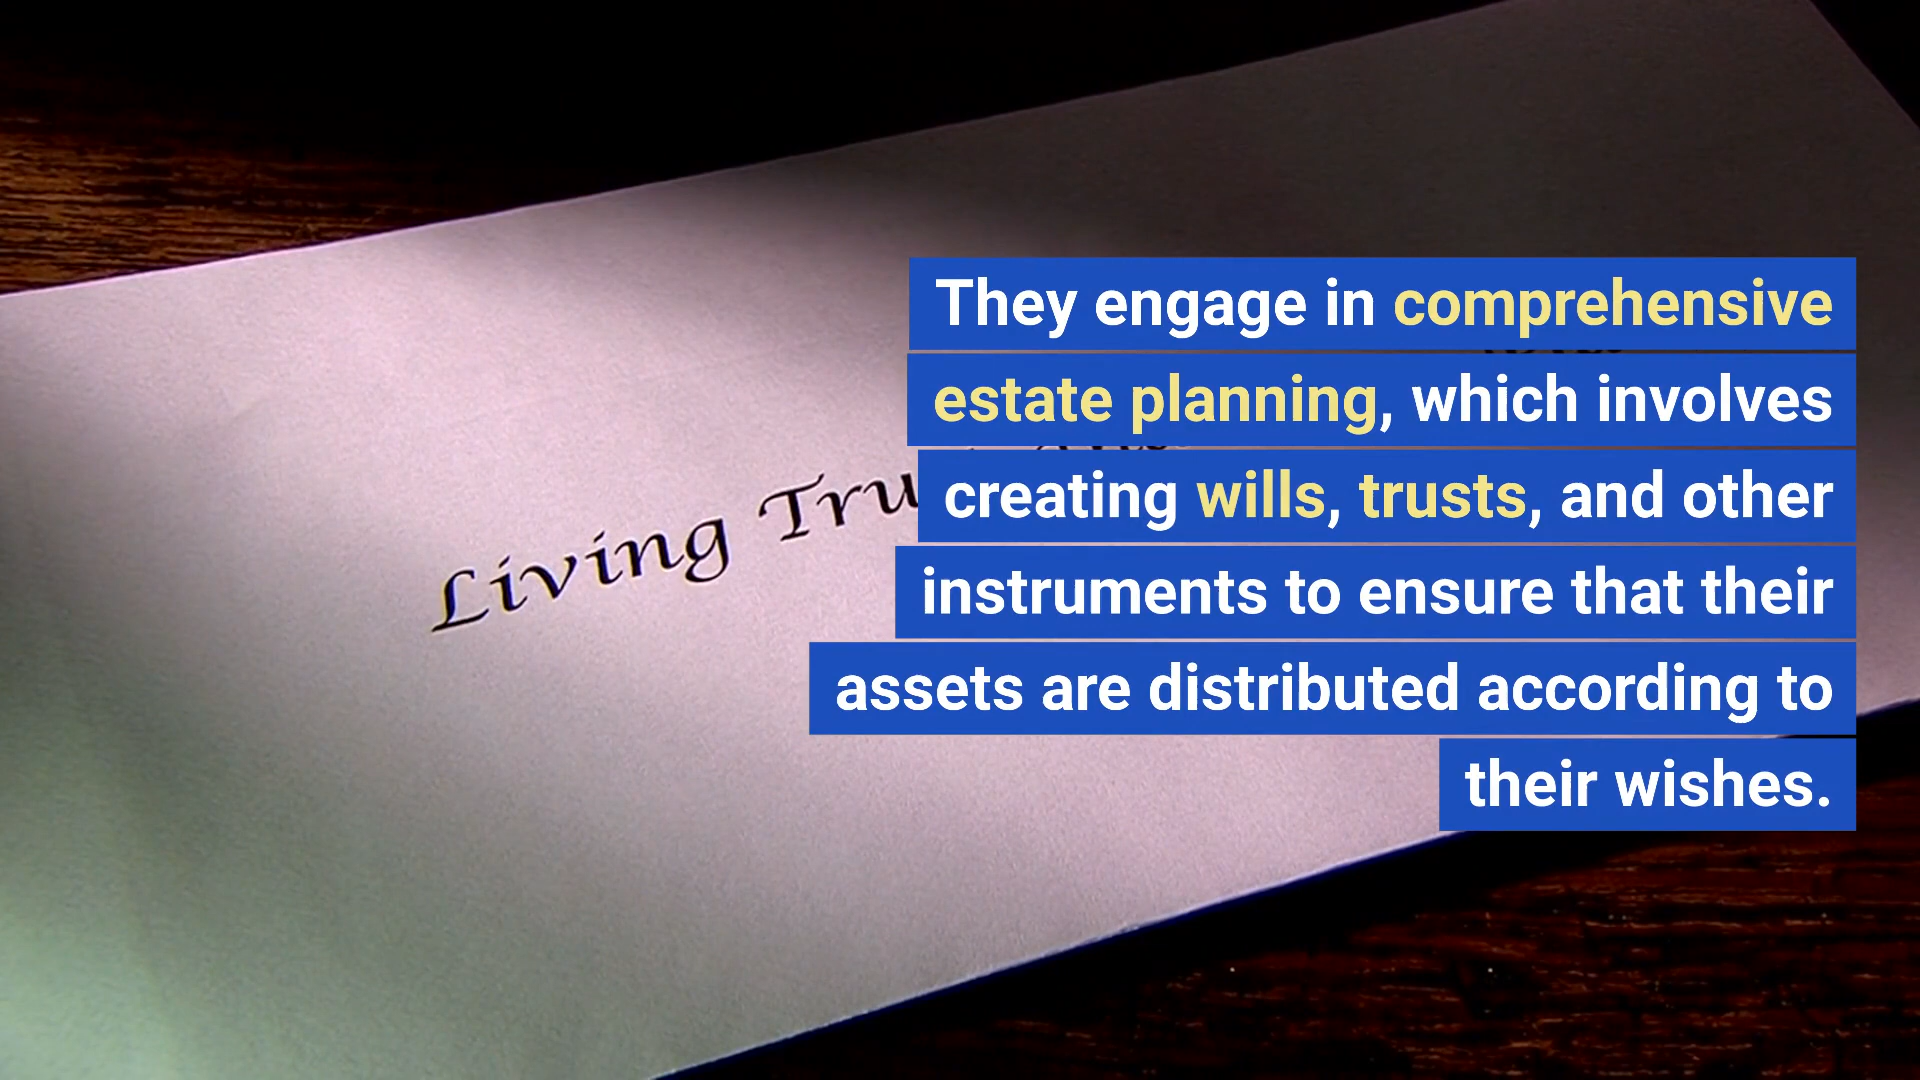 They engage in comprehensive
estate planning, which involves
creating wills, trusts, and other
instruments to ensure that their
assets are distributed according to
their wishes.
Living